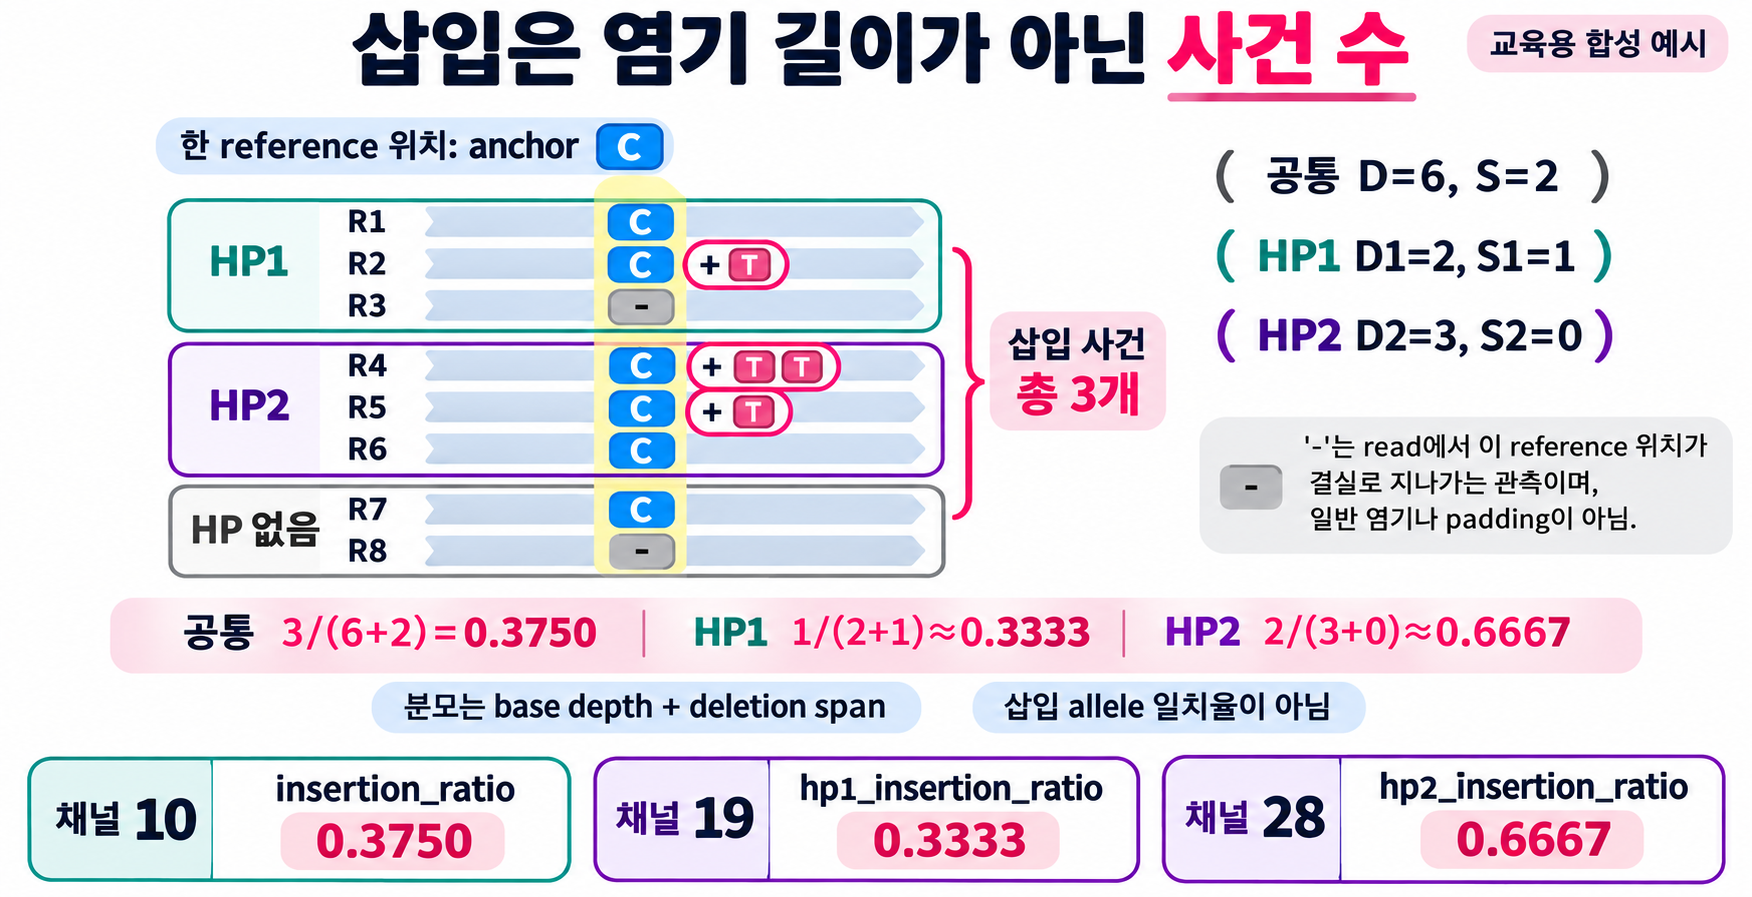 삽입은 염기 길이가 아닌 사건 수
교육용 합성 예시
한 reference 위치: anchor C
HP1
R1 C
R2 C + T
R3 -
HP2
R4 C + T T
R5 C + T
R6 C
HP 없음
R7 C
R8 -
삽입 사건
총 3개
( 공통 D=6, S=2 )
( HP1 D1=2, S1=1 )
( HP2 D2=3, S2=0 )
-
'-'는 read에서 이 reference 위치가
결실로 지나가는 관측이며,
일반 염기나 padding이 아님.
공통 3/(6+2)=0.3750
HP1 1/(2+1)≈0.3333
HP2 2/(3+0)≈0.6667
분모는 base depth + deletion span
삽입 allele 일치율이 아님
채널 10
insertion_ratio
0.3750
채널 19
hp1_insertion_ratio
0.3333
채널 28
hp2_insertion_ratio
0.6667